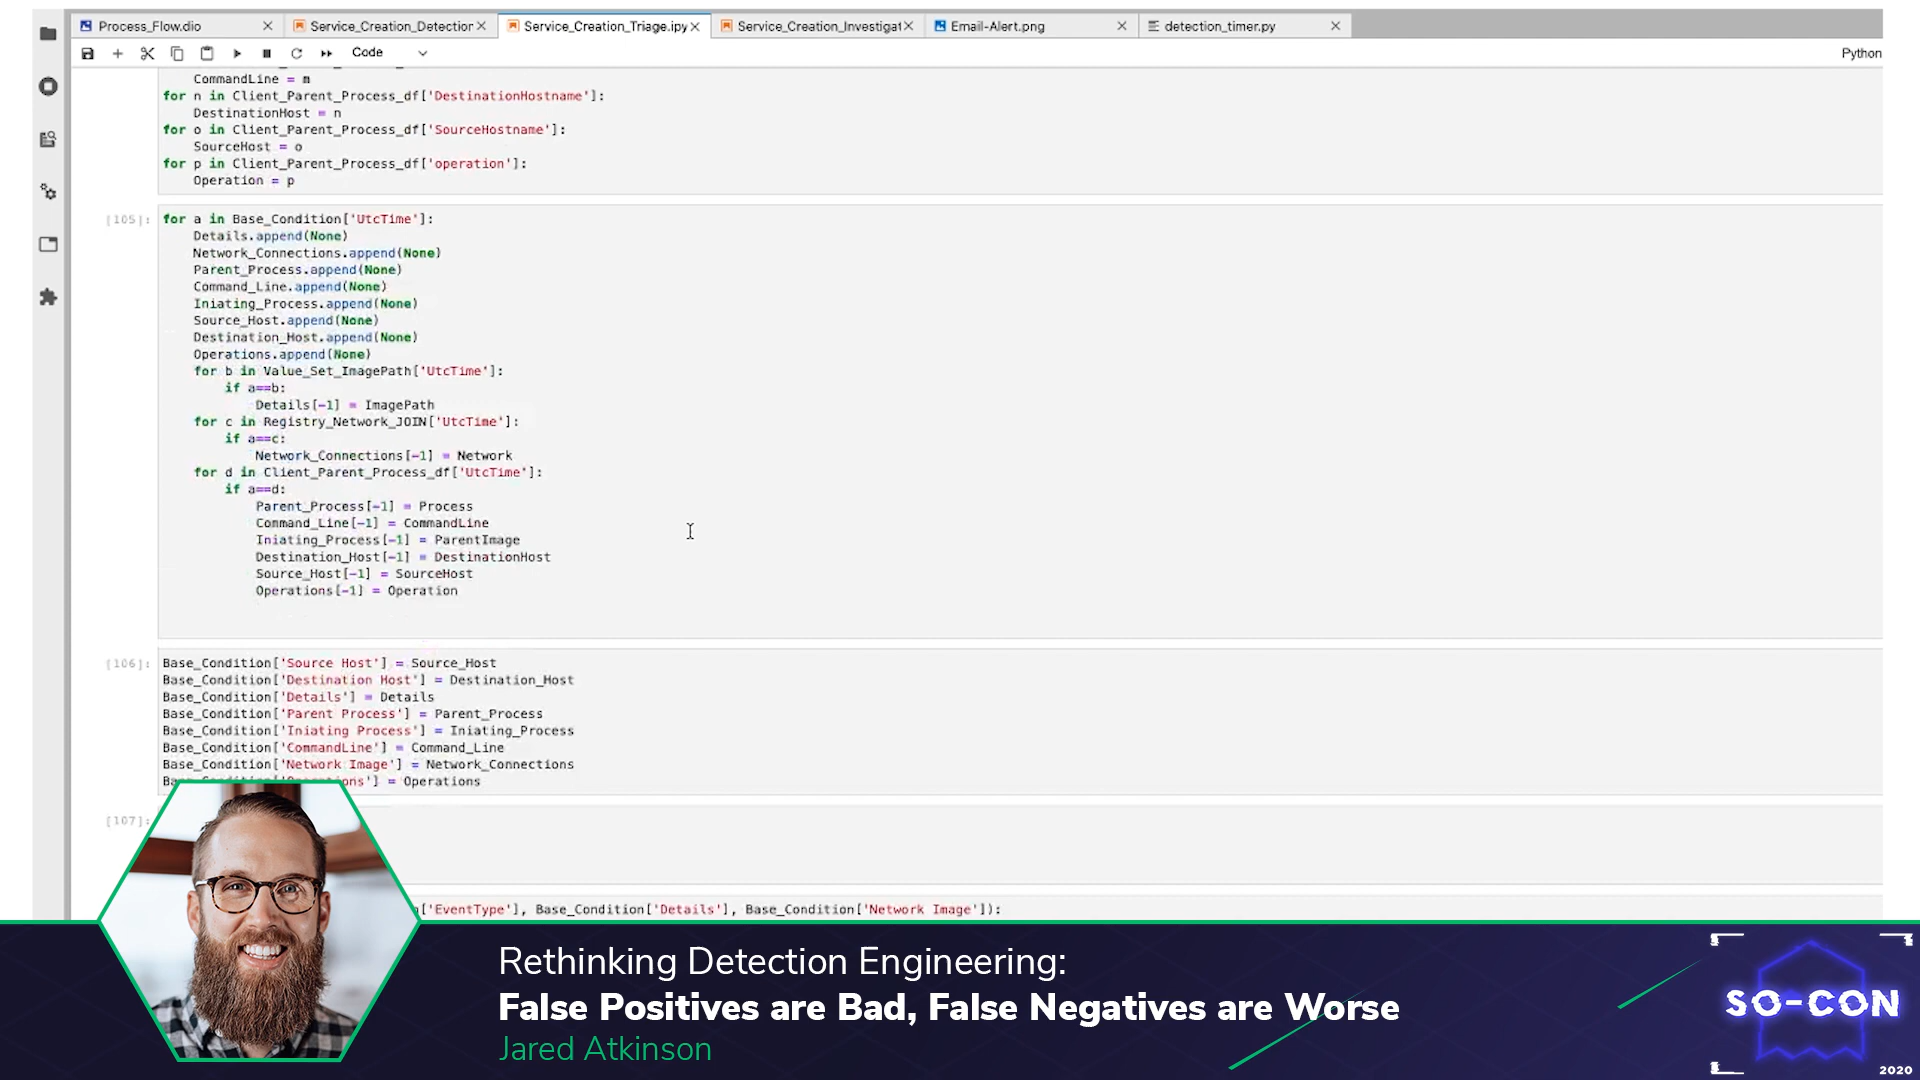 Process_Flow.dio
Service_Creation_Detection
Service_Creation_Triage.ipy
Service_Creation_Investigat
Email-Alert.png
detection_timer.py
Code
Python
CommandLine = m
for n in Client_Parent_Process_df['DestinationHostname']:
DestinationHost = n
for o in Client_Parent_Process_df['SourceHostname']:
SourceHost = o
for p in Client_Parent_Process_df['operation']:
Operation = p
[105]:
for a in Base_Condition['UtcTime']:
Details.append(None)
Network_Connections.append(None)
Parent_Process.append(None)
Command_Line.append(None)
Iniating_Process.append(None)
Source_Host.append(None)
Destination_Host.append(None)
Operations.append(None)
for b in Value_Set_ImagePath['UtcTime']:
if a==b:
Details[-1] = ImagePath
for c in Registry_Network_JOIN['UtcTime']:
if a==c:
Network_Connections[-1] = Network
for d in Client_Parent_Process_df['UtcTime']:
if a==d:
Parent_Process[-1] = Process
Command_Line[-1] = CommandLine
Iniating_Process[-1] = ParentImage
Destination_Host[-1] = DestinationHost
Source_Host[-1] = SourceHost
Operations[-1] = Operation
[106]:
Base_Condition['Source Host'] = Source_Host
Base_Condition['Destination Host'] = Destination_Host
Base_Condition['Details'] = Details
Base_Condition['Parent Process'] = Parent_Process
Base_Condition['Iniating Process'] = Iniating_Process
Base_Condition['CommandLine'] = Command_Line
Base_Condition['Network Image'] = Network_Connections
ons'] = Operations
[107]:
['EventType'], Base_Condition['Details'], Base_Condition['Network Image']):
Rethinking Detection Engineering:
False Positives are Bad, False Negatives are Worse
Jared Atkinson
SO-CON
2020